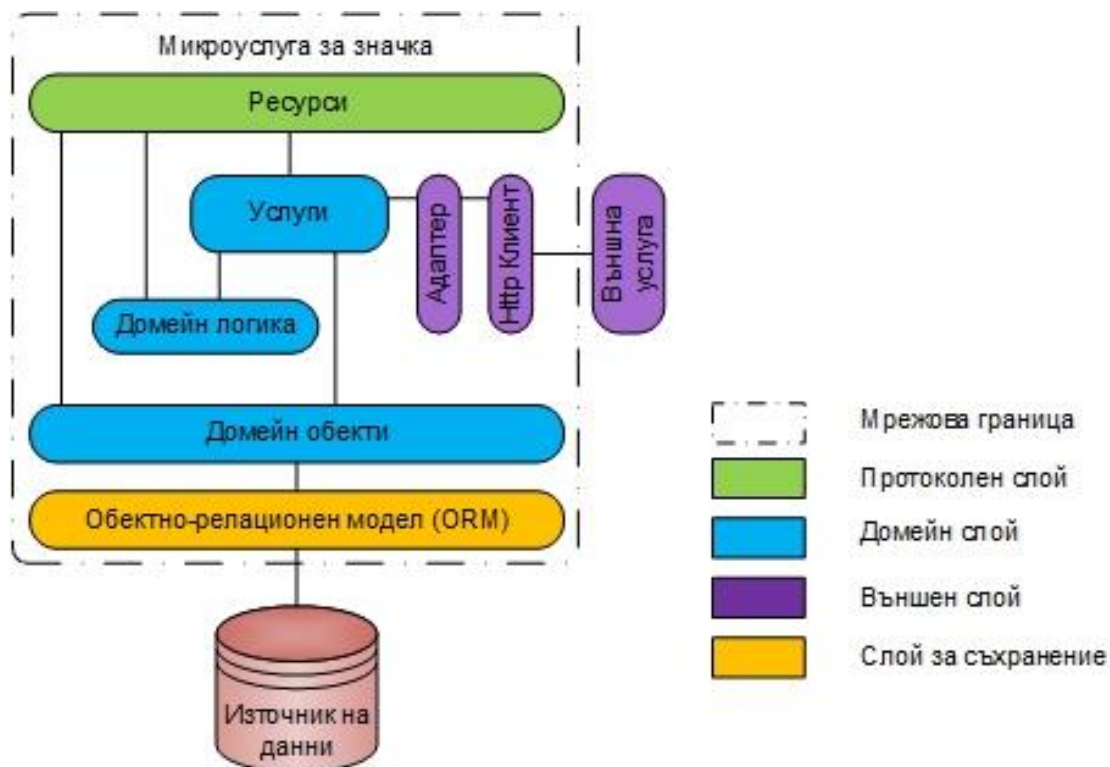 Микроуслуга за значка
Ресурси
Услуги
Адаптер
Http Клиент
Външна
услуга
Домейн логика
Домейн обекти
Обектно-релационен модел (ORM)
Източник на
данни
Мрежова граница
Протоколен слой
Домейн слой
Външен слой
Слой за съхранение